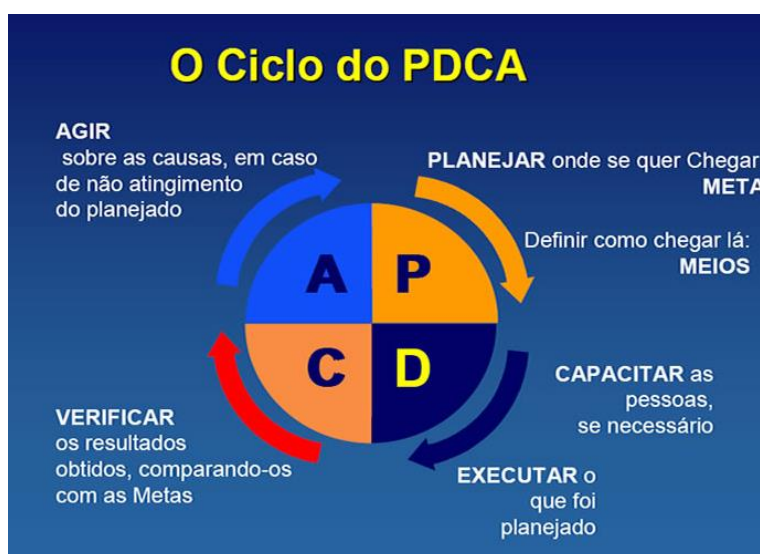 O Ciclo do PDCA
AGIR
sobre as causas, em caso
de não atingimento
do planejado
PLANEJAR onde se quer Chegar
META
Definir como chegar lá:
MEIOS
A P
C D
CAPACITAR as
pessoas,
se necessário
EXECUTAR o
que foi
planejado
VERIFICAR
os resultados
obtidos, comparando-os
com as Metas